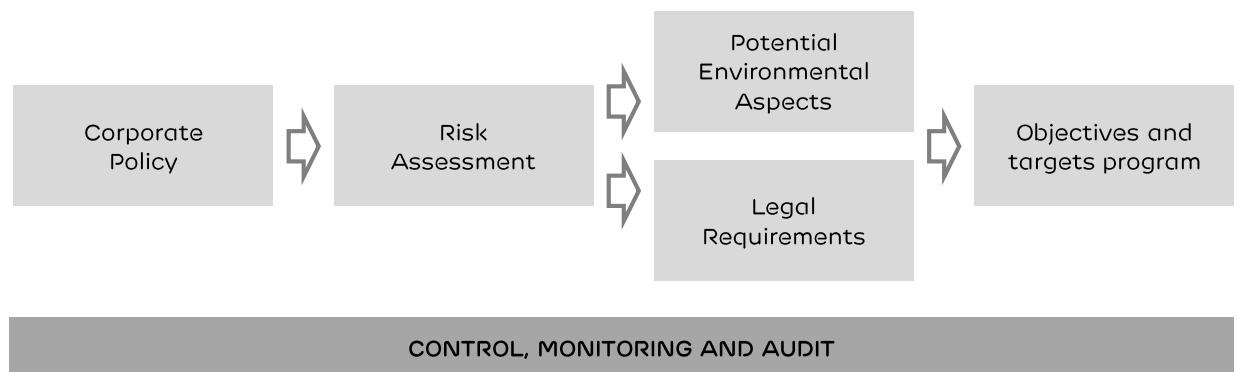 Corporate
Policy
Risk
Assessment
Potential
Environmental
Aspects
Legal
Requirements
Objectives and
targets program
CONTROL, MONITORING AND AUDIT